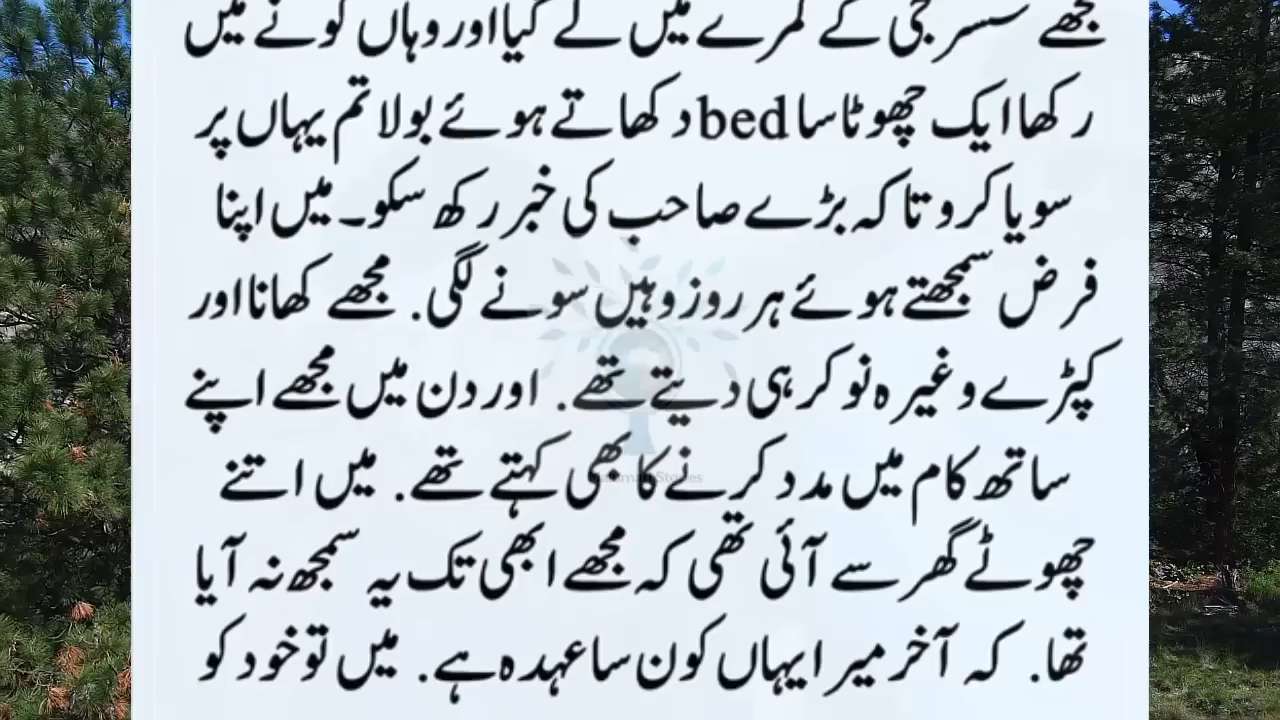 مجھے سسر جی کے کمرے میں لے گیا اور وہاں کونے میں
رکھا ایک چھوٹا سا bed دکھاتے ہوئے بولا تم یہاں پر
سویا کرو تا کہ بڑے صاحب کی خبر رکھ سکو۔ میں اپنا
فرض سمجھتے ہوئے ہر روز وہیں سونے لگی. مجھے کھانا اور
کپڑے وغیرہ نوکر ہی دیتے تھے. اور دن میں مجھے اپنے
ساتھ کام میں مدد کرنے کا بھی کہتے تھے. میں اتنے
چھوٹے گھر سے آئی تھی کہ مجھے ابھی تک یہ سمجھ نہ آیا
تھا. کہ آخر میرا یہاں کون سا عہدہ ہے. میں تو خود کو